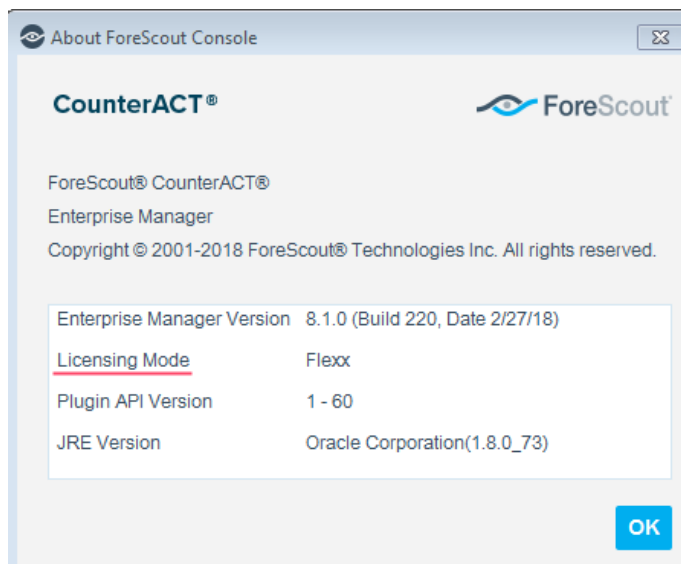 About ForeScout Console
CounterACT®
ForeScout
ForeScout® CounterACT®
Enterprise Manager
Copyright © 2001-2018 ForeScout® Technologies Inc. All rights reserved.
Enterprise Manager Version 8.1.0 (Build 220, Date 2/27/18)
Licensing Mode Flexx
Plugin API Version 1 - 60
JRE Version Oracle Corporation(1.8.0_73)
OK